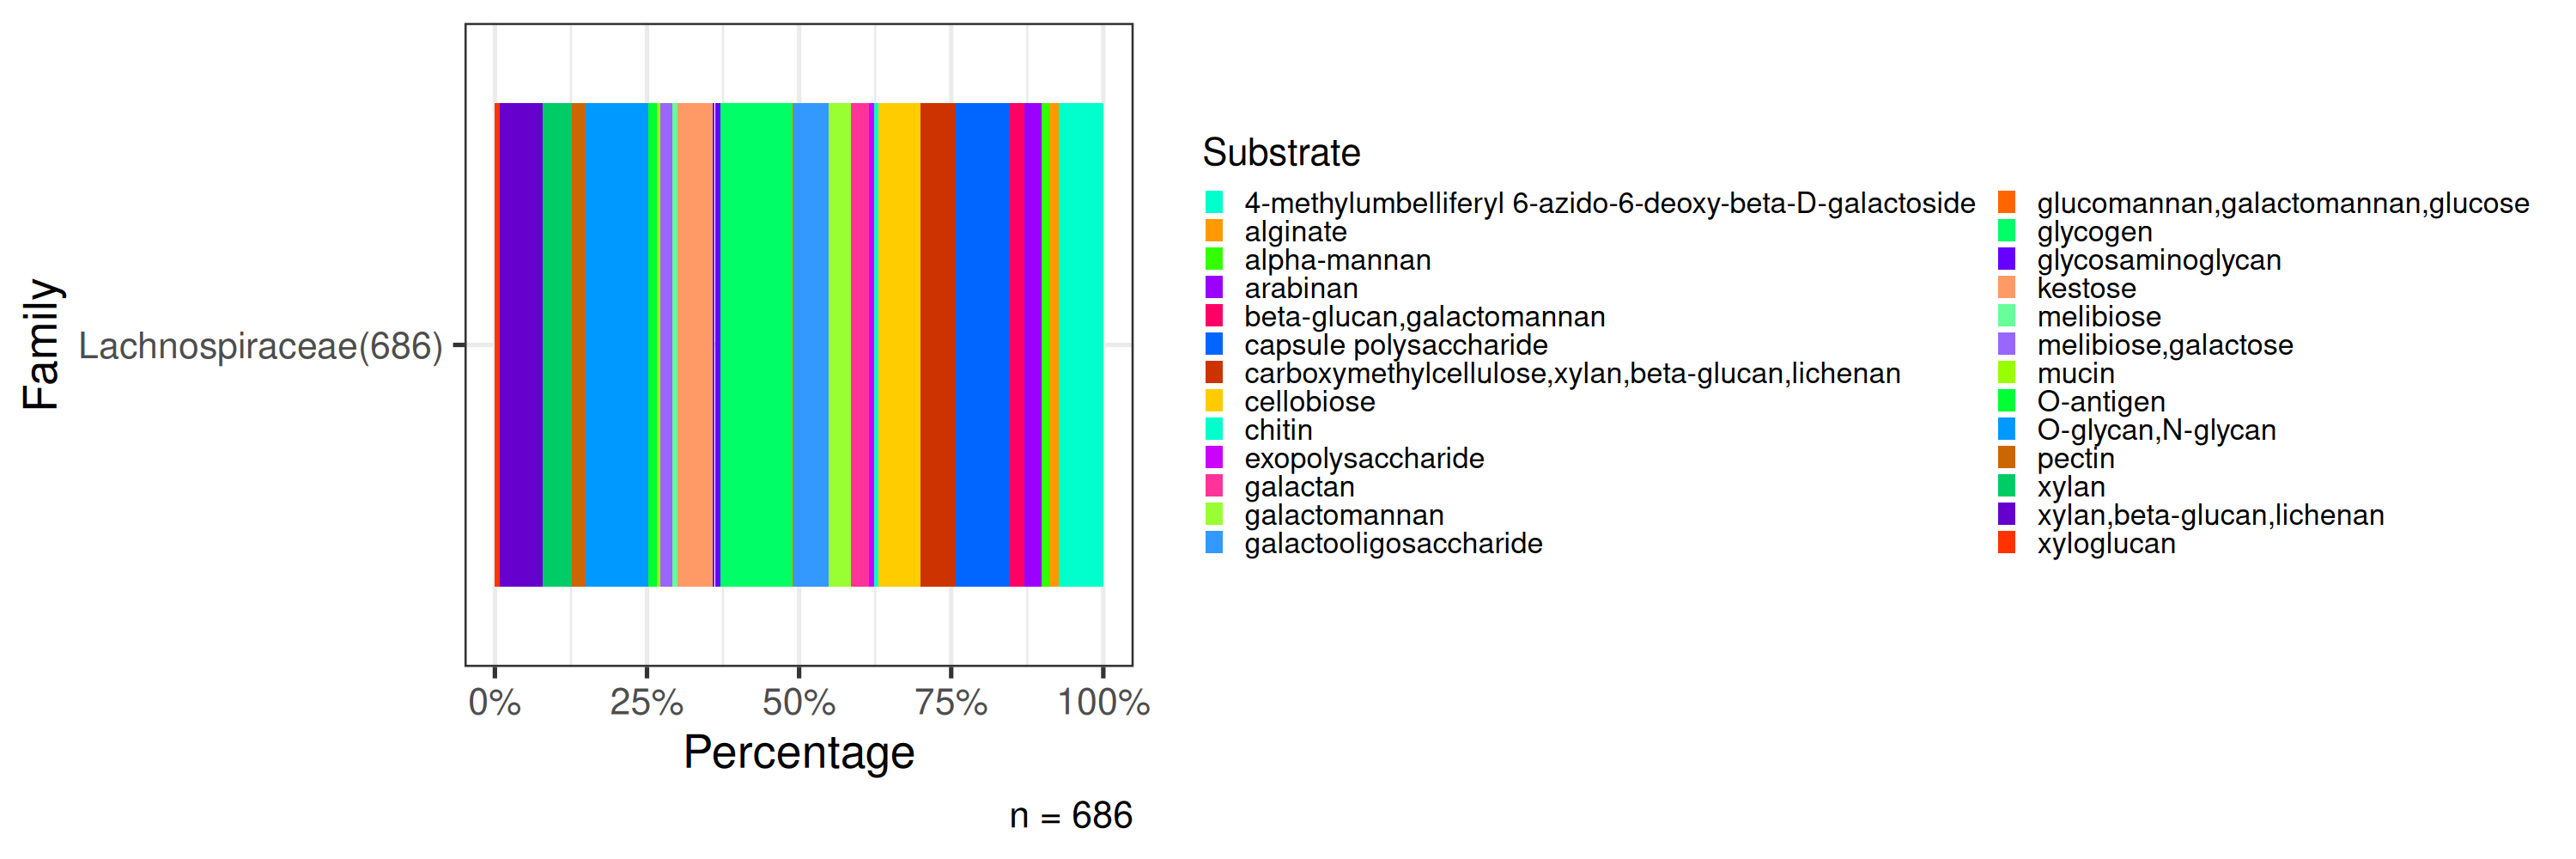 Family
Lachnospiraceae(686)
0% 25% 50% 75% 100%
Percentage
n = 686
Substrate
4-methylumbelliferyl 6-azido-6-deoxy-beta-D-galactoside
alginate
alpha-mannan
arabinan
beta-glucan,galactomannan
capsule polysaccharide
carboxymethylcellulose,xylan,beta-glucan,lichenan
cellobiose
chitin
exopolysaccharide
galactan
galactomannan
galactooligosaccharide
glucomannan,galactomannan,glucose
glycogen
glycosaminoglycan
kestose
melibiose
melibiose,galactose
mucin
O-antigen
O-glycan,N-glycan
pectin
xylan
xylan,beta-glucan,lichenan
xyloglucan